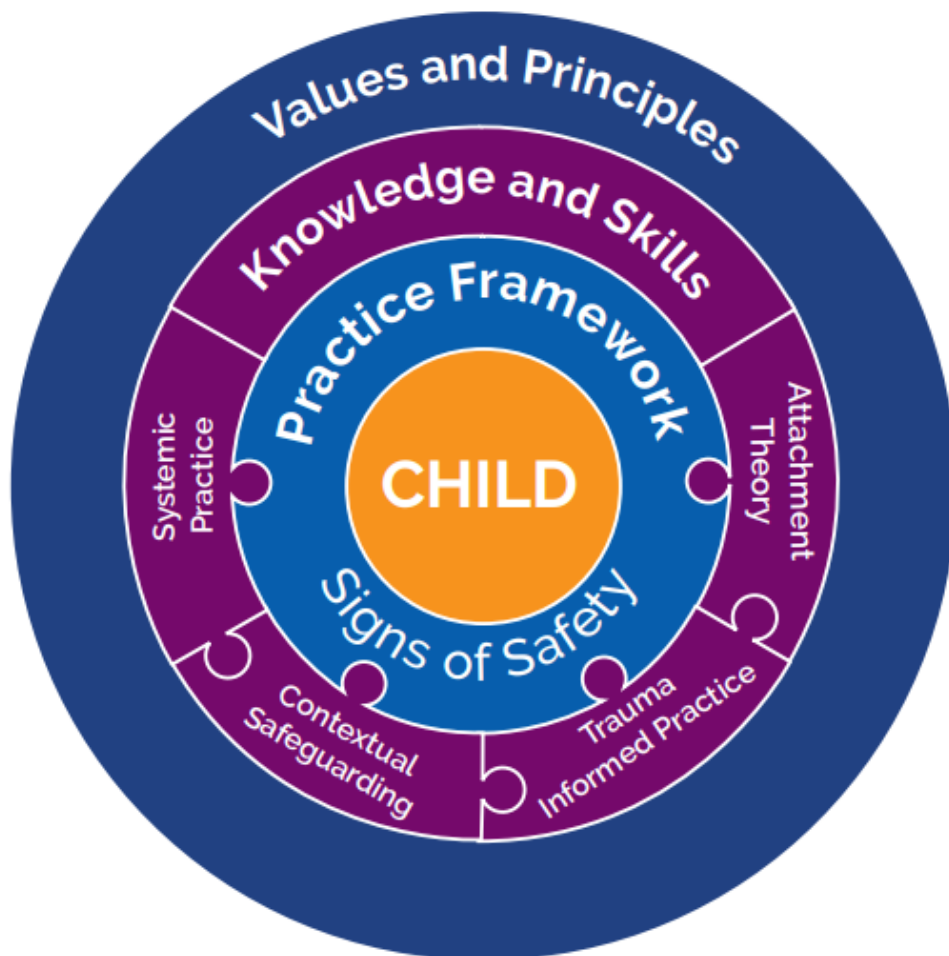 Values and Principles
Knowledge and Skills
Practice Framework
CHILD
Signs of Safety
Systemic
Practice
Attachment
Theory
Contextual
Safeguarding
Trauma
Informed Practice